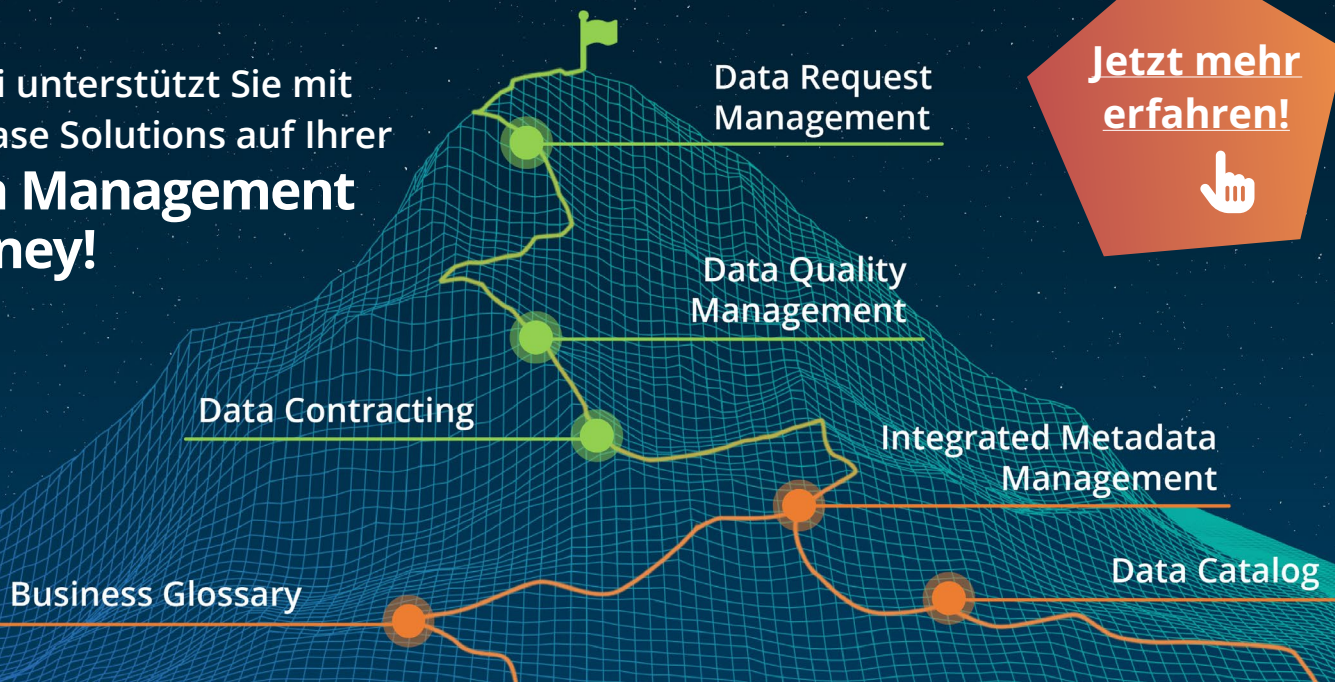 i unterstützt Sie mit
ase Solutions auf Ihrer
Management
ney!
Data Request
Management
Jetzt mehr
erfahren!
Data Quality
Management
Data Contracting
Integrated Metadata
Management
Data Catalog
Business Glossary